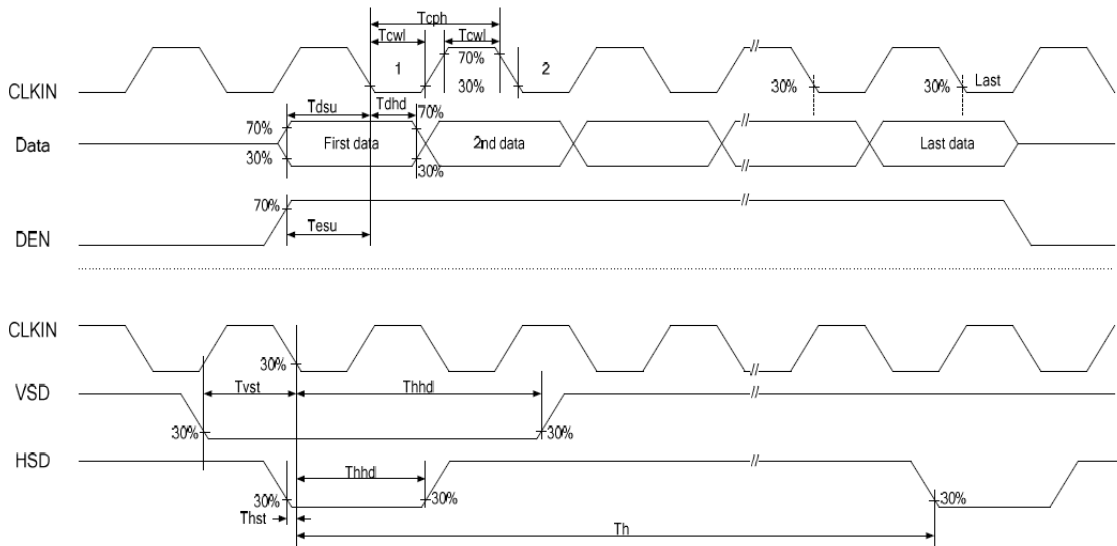 Tcph
Tcwl Tcwl
70%
1 2
30% 30% 30% Last
CLKIN
Tdsu Tdhd
70% 70%
Data First data 2nd data Last data
30% 30%
70%
DEN Tesu
CLKIN
30%
VSD Tvst Thhd
30% 30%
HSD Thhd
30% 30% 30%
Thst
Th